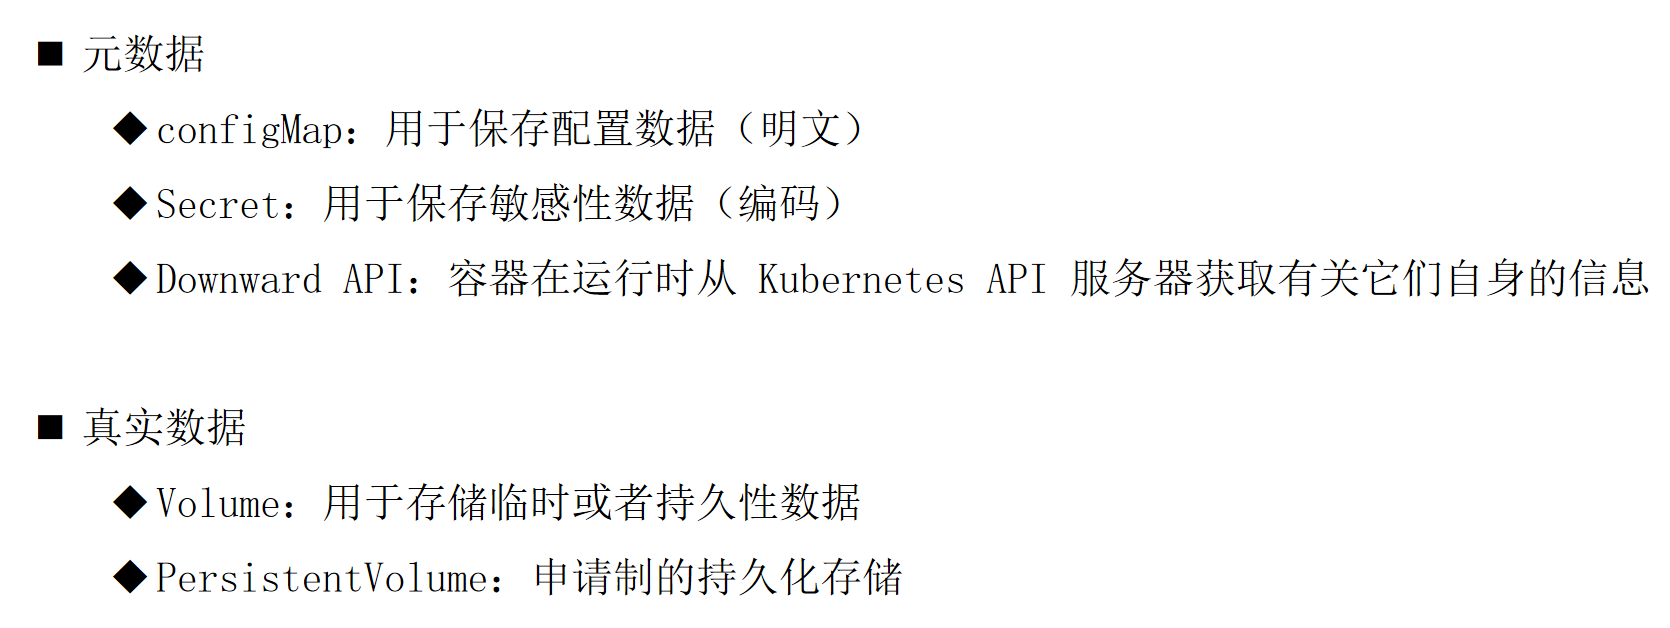 ■ 元数据
◆configMap：用于保存配置数据（明文）
◆Secret：用于保存敏感性数据（编码）
◆Downward API：容器在运行时从 Kubernetes API 服务器获取有关它们自身的信息
■ 真实数据
◆Volume：用于存储临时或者持久性数据
◆PersistentVolume：申请制的持久化存储